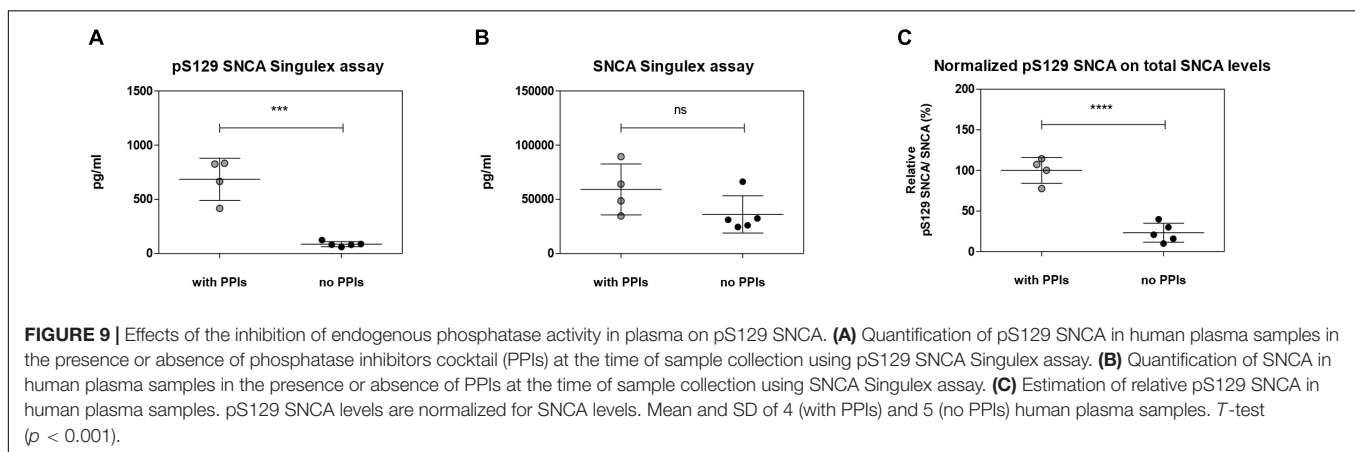 A
pS129 SNCA Singulex assay
1500
1000
500
0
pg/ml
***
with PPIs
no PPIs
B
SNCA Singulex assay
150000
100000
50000
0
pg/ml
ns
with PPIs
no PPIs
C
Normalized pS129 SNCA on total SNCA levels
200
150
100
50
0
Relative
pS129 SNCA/ SNCA (%)
****
with PPIs
no PPIs
FIGURE 9 | Effects of the inhibition of endogenous phosphatase activity in plasma on pS129 SNCA. (A) Quantification of pS129 SNCA in human plasma samples in
the presence or absence of phosphatase inhibitors cocktail (PPIs) at the time of sample collection using pS129 SNCA Singulex assay. (B) Quantification of SNCA in
human plasma samples in the presence or absence of PPIs at the time of sample collection using SNCA Singulex assay. (C) Estimation of relative pS129 SNCA in
human plasma samples. pS129 SNCA levels are normalized for SNCA levels. Mean and SD of 4 (with PPIs) and 5 (no PPIs) human plasma samples. T-test
(p < 0.001).